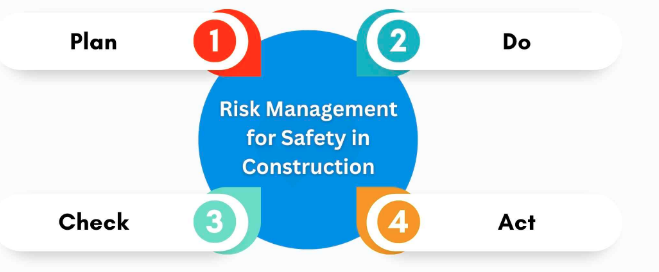 Plan
1
2
Do
Risk Management
for Safety in
Construction
Check
3
4
Act